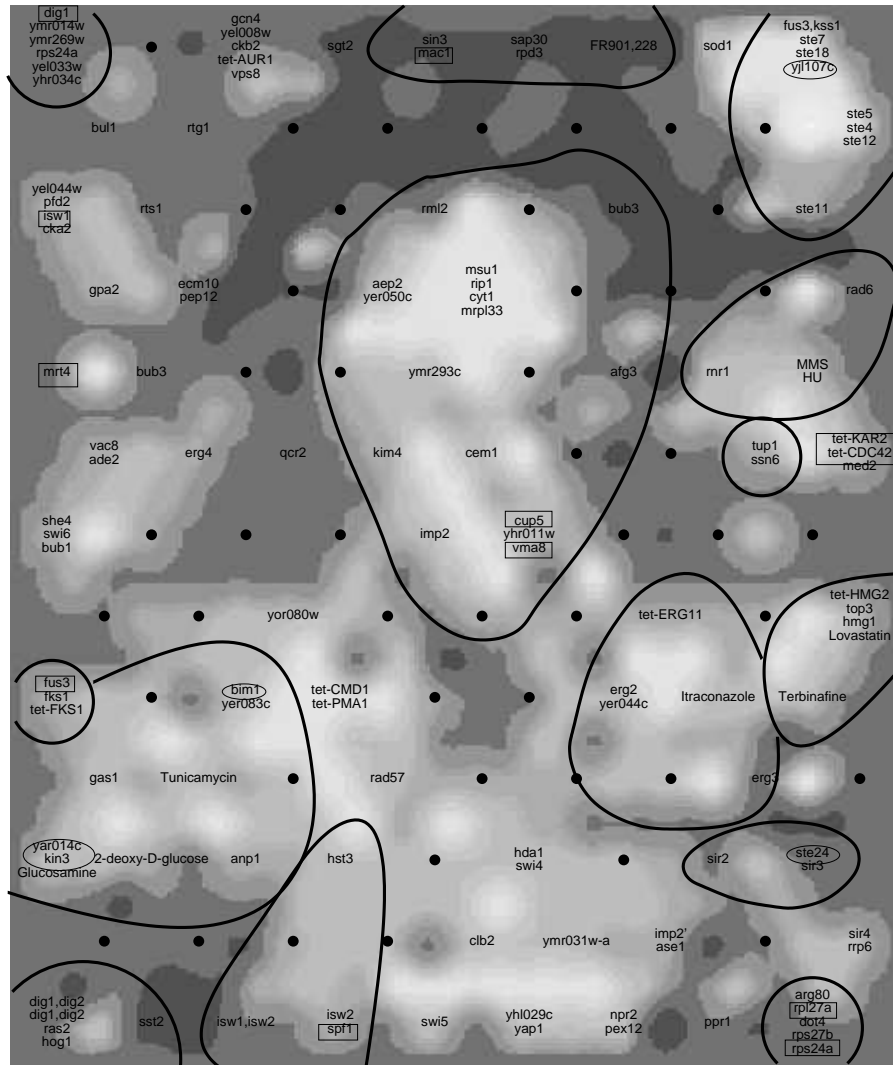 dig1
ymr014w
ymr269w
rps24a
yel033w
yhr034c
gcn4
yel008w
ckb2
tet-AUR1
vps8
sgt2
sin3
mac1
sap30
rpd3
FR901,228
sod1
fus3,kss1
ste7
ste18
yjl107c
bul1
rtg1
ste5
ste4
ste12
yel044w
pfd2
isw1
cka2
rts1
rml2
bub3
ste11
gpa2
ecm10
pep12
aep2
yer050c
msu1
rip1
cyt1
mrpl33
rad6
mrt4
bub3
ymr293c
afg3
rnr1
MMS
HU
vac8
ade2
erg4
qcr2
kim4
cem1
tup1
ssn6
tet-KAR2
tet-CDC42
med2
she4
swi6
bub1
imp2
cup5
yhr011w
vma8
yor080w
tet-ERG11
tet-HMG2
top3
hmg1
Lovastatin
fus3
fks1
tet-FKS1
bim1
yer083c
tet-CMD1
tet-PMA1
erg2
yer044c
Itraconazole
Terbinafine
gas1
Tunicamycin
rad57
erg3
yar014c
kin3
Glucosamine
2-deoxy-D-glucose
anp1
hst3
hda1
swi4
sir2
ste24
sir3
clb2
ymr031w-a
imp2'
ase1
sir4
rrp6
dig1,dig2
dig1,dig2
ras2
hog1
sst2
isw1,isw2
isw2
spf1
swi5
yhl029c
yap1
npr2
pex12
ppr1
arg80
rpl27a
dot4
rps27b
rps24a